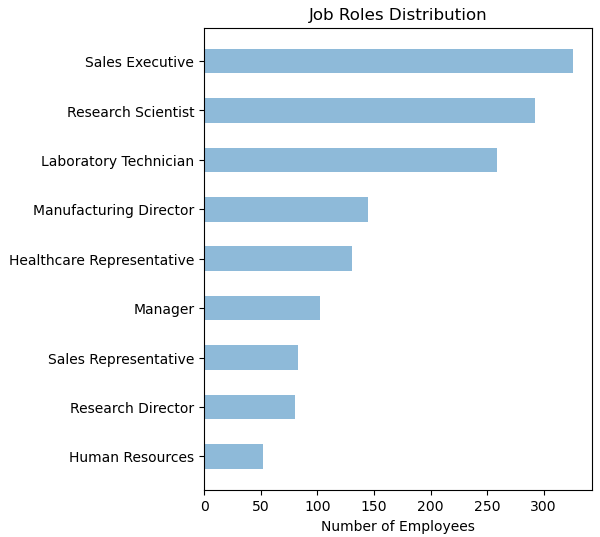 Job Roles Distribution
Sales Executive
Research Scientist
Laboratory Technician
Manufacturing Director
Healthcare Representative
Manager
Sales Representative
Research Director
Human Resources
0 50 100 150 200 250 300
Number of Employees